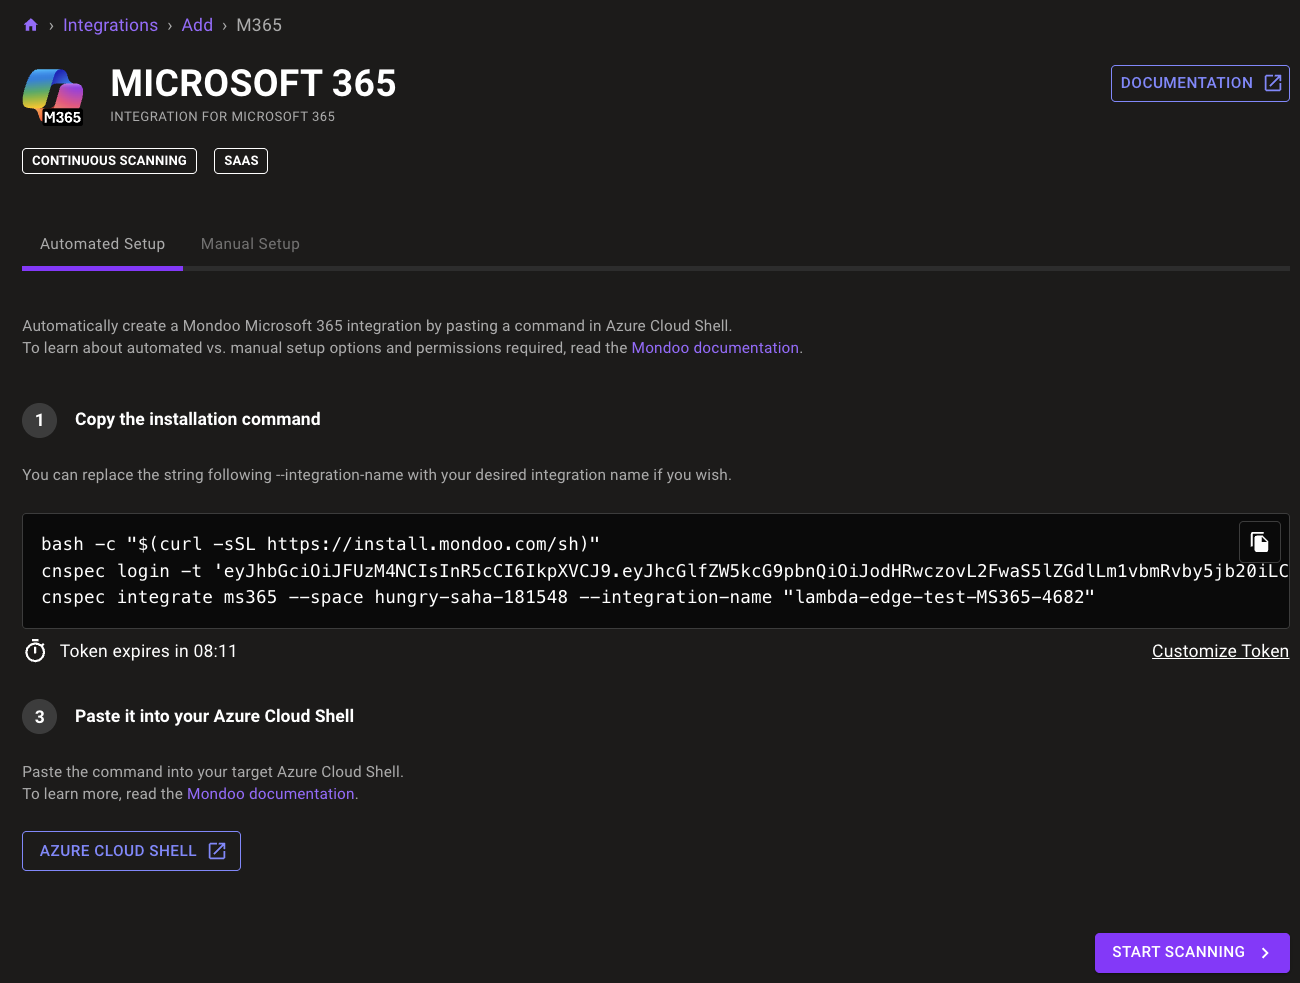 › Integrations › Add › M365
MICROSOFT 365
M365
INTEGRATION FOR MICROSOFT 365
DOCUMENTATION
CONTINUOUS SCANNING
SAAS
Automated Setup
Manual Setup
Automatically create a Mondoo Microsoft 365 integration by pasting a command in Azure Cloud Shell.
To learn about automated vs. manual setup options and permissions required, read the Mondoo documentation.
1 Copy the installation command
You can replace the string following --integration-name with your desired integration name if you wish.
bash -c "$(curl -sSL https://install.mondoo.com/sh)"
cnspec login -t 'eyJhbGciOiJFUzM4NCIsInR5cCI6IkpXVCJ9.eyJhcGlfZW5kcG9pbnQiOiJodHRwczovL2FwaS5lZGdlLm1vbmRvby5jb20iLC
cnspec integrate ms365 --space hungry-saha-181548 --integration-name "lambda-edge-test-MS365-4682"
Token expires in 08:11
Customize Token
3 Paste it into your Azure Cloud Shell
Paste the command into your target Azure Cloud Shell.
To learn more, read the Mondoo documentation.
AZURE CLOUD SHELL
START SCANNING